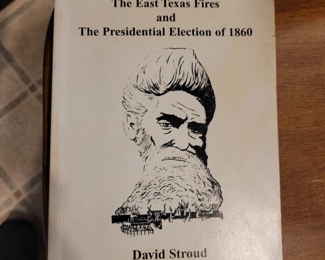 The East Texas Fires
and
The Presidential Election of 1860
David Stroud